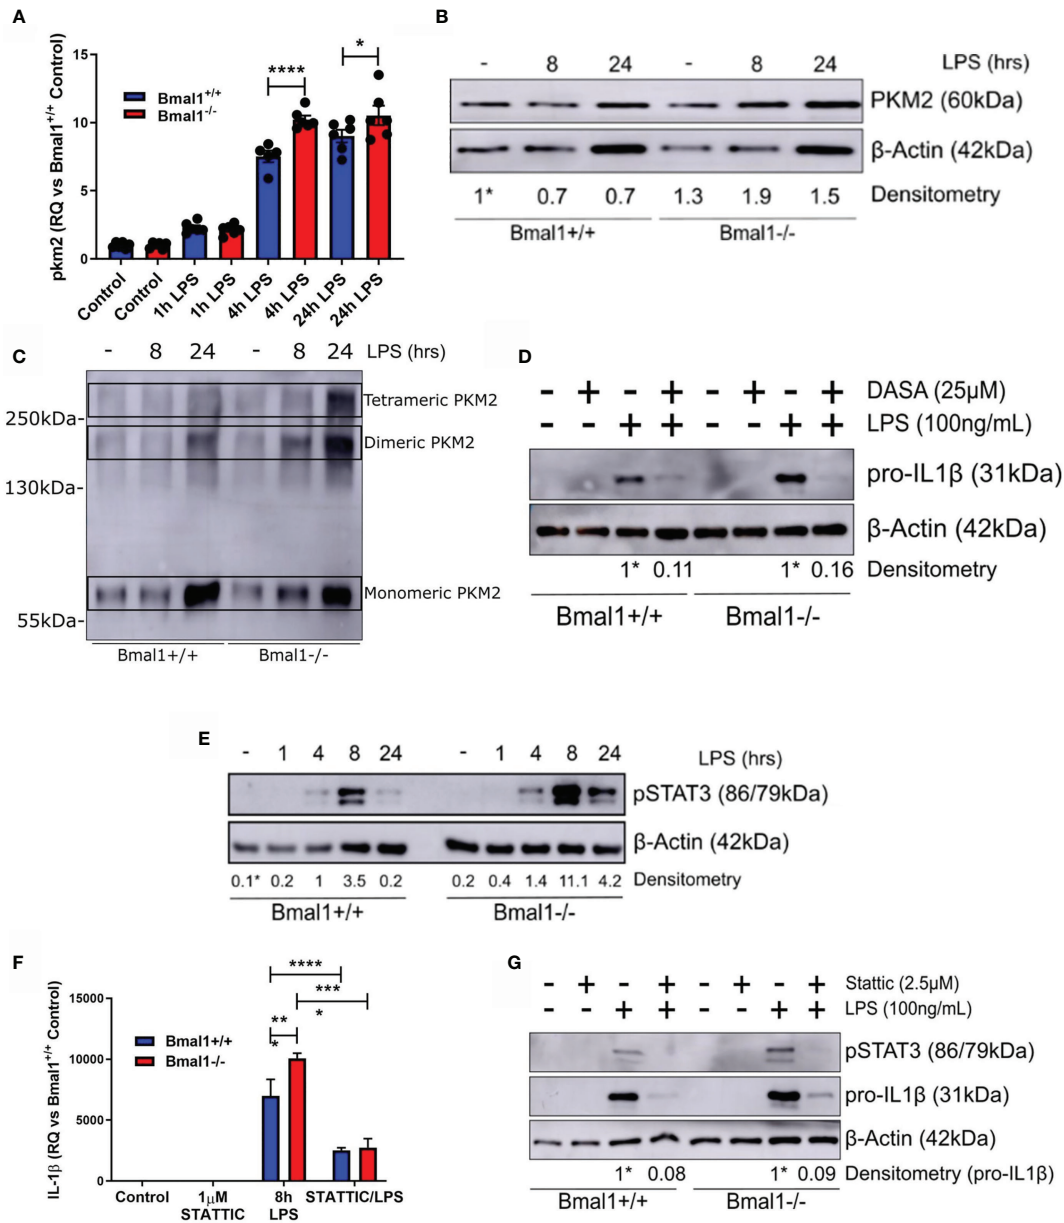 A
pkm2 (RQ vs Bmal1+/+ Control)
15
10
5
0
Bmal1+/+
Bmal1-/-
****
*
Control
Control
1h LPS
1h LPS
4h LPS
4h LPS
24h LPS
24h LPS
B
- 8 24 - 8 24 LPS (hrs)
PKM2 (60kDa)
β-Actin (42kDa)
1* 0.7 0.7 1.3 1.9 1.5 Densitometry
Bmal1+/+ Bmal1-/-
C
- 8 24 - 8 24 LPS (hrs)
Tetrameric PKM2
250kDa-
Dimeric PKM2
130kDa-
Monomeric PKM2
55kDa-
Bmal1+/+ Bmal1-/-
D
- + - + - + - + DASA (25μM)
- - + + - - + + LPS (100ng/mL)
pro-IL1β (31kDa)
β-Actin (42kDa)
1* 0.11 1* 0.16 Densitometry
Bmal1+/+ Bmal1-/-
E
- 1 4 8 24 - 1 4 8 24 LPS (hrs)
pSTAT3 (86/79kDa)
β-Actin (42kDa)
0.1* 0.2 1 3.5 0.2 0.2 0.4 1.4 11.1 4.2 Densitometry
Bmal1+/+ Bmal1-/-
F
IL-1β (RQ vs Bmal1+/+ Control)
15000
10000
5000
0
Bmal1+/+
Bmal1-/-
****
***
*
**
*
Control
1μM
STATTIC
8h
LPS
STATTIC/LPS
G
- + - + - + - + Stattic (2.5μM)
- - + + - - + + LPS (100ng/mL)
pSTAT3 (86/79kDa)
pro-IL1β (31kDa)
β-Actin (42kDa)
1* 0.08 1* 0.09 Densitometry (pro-IL1β)
Bmal1+/+ Bmal1-/-